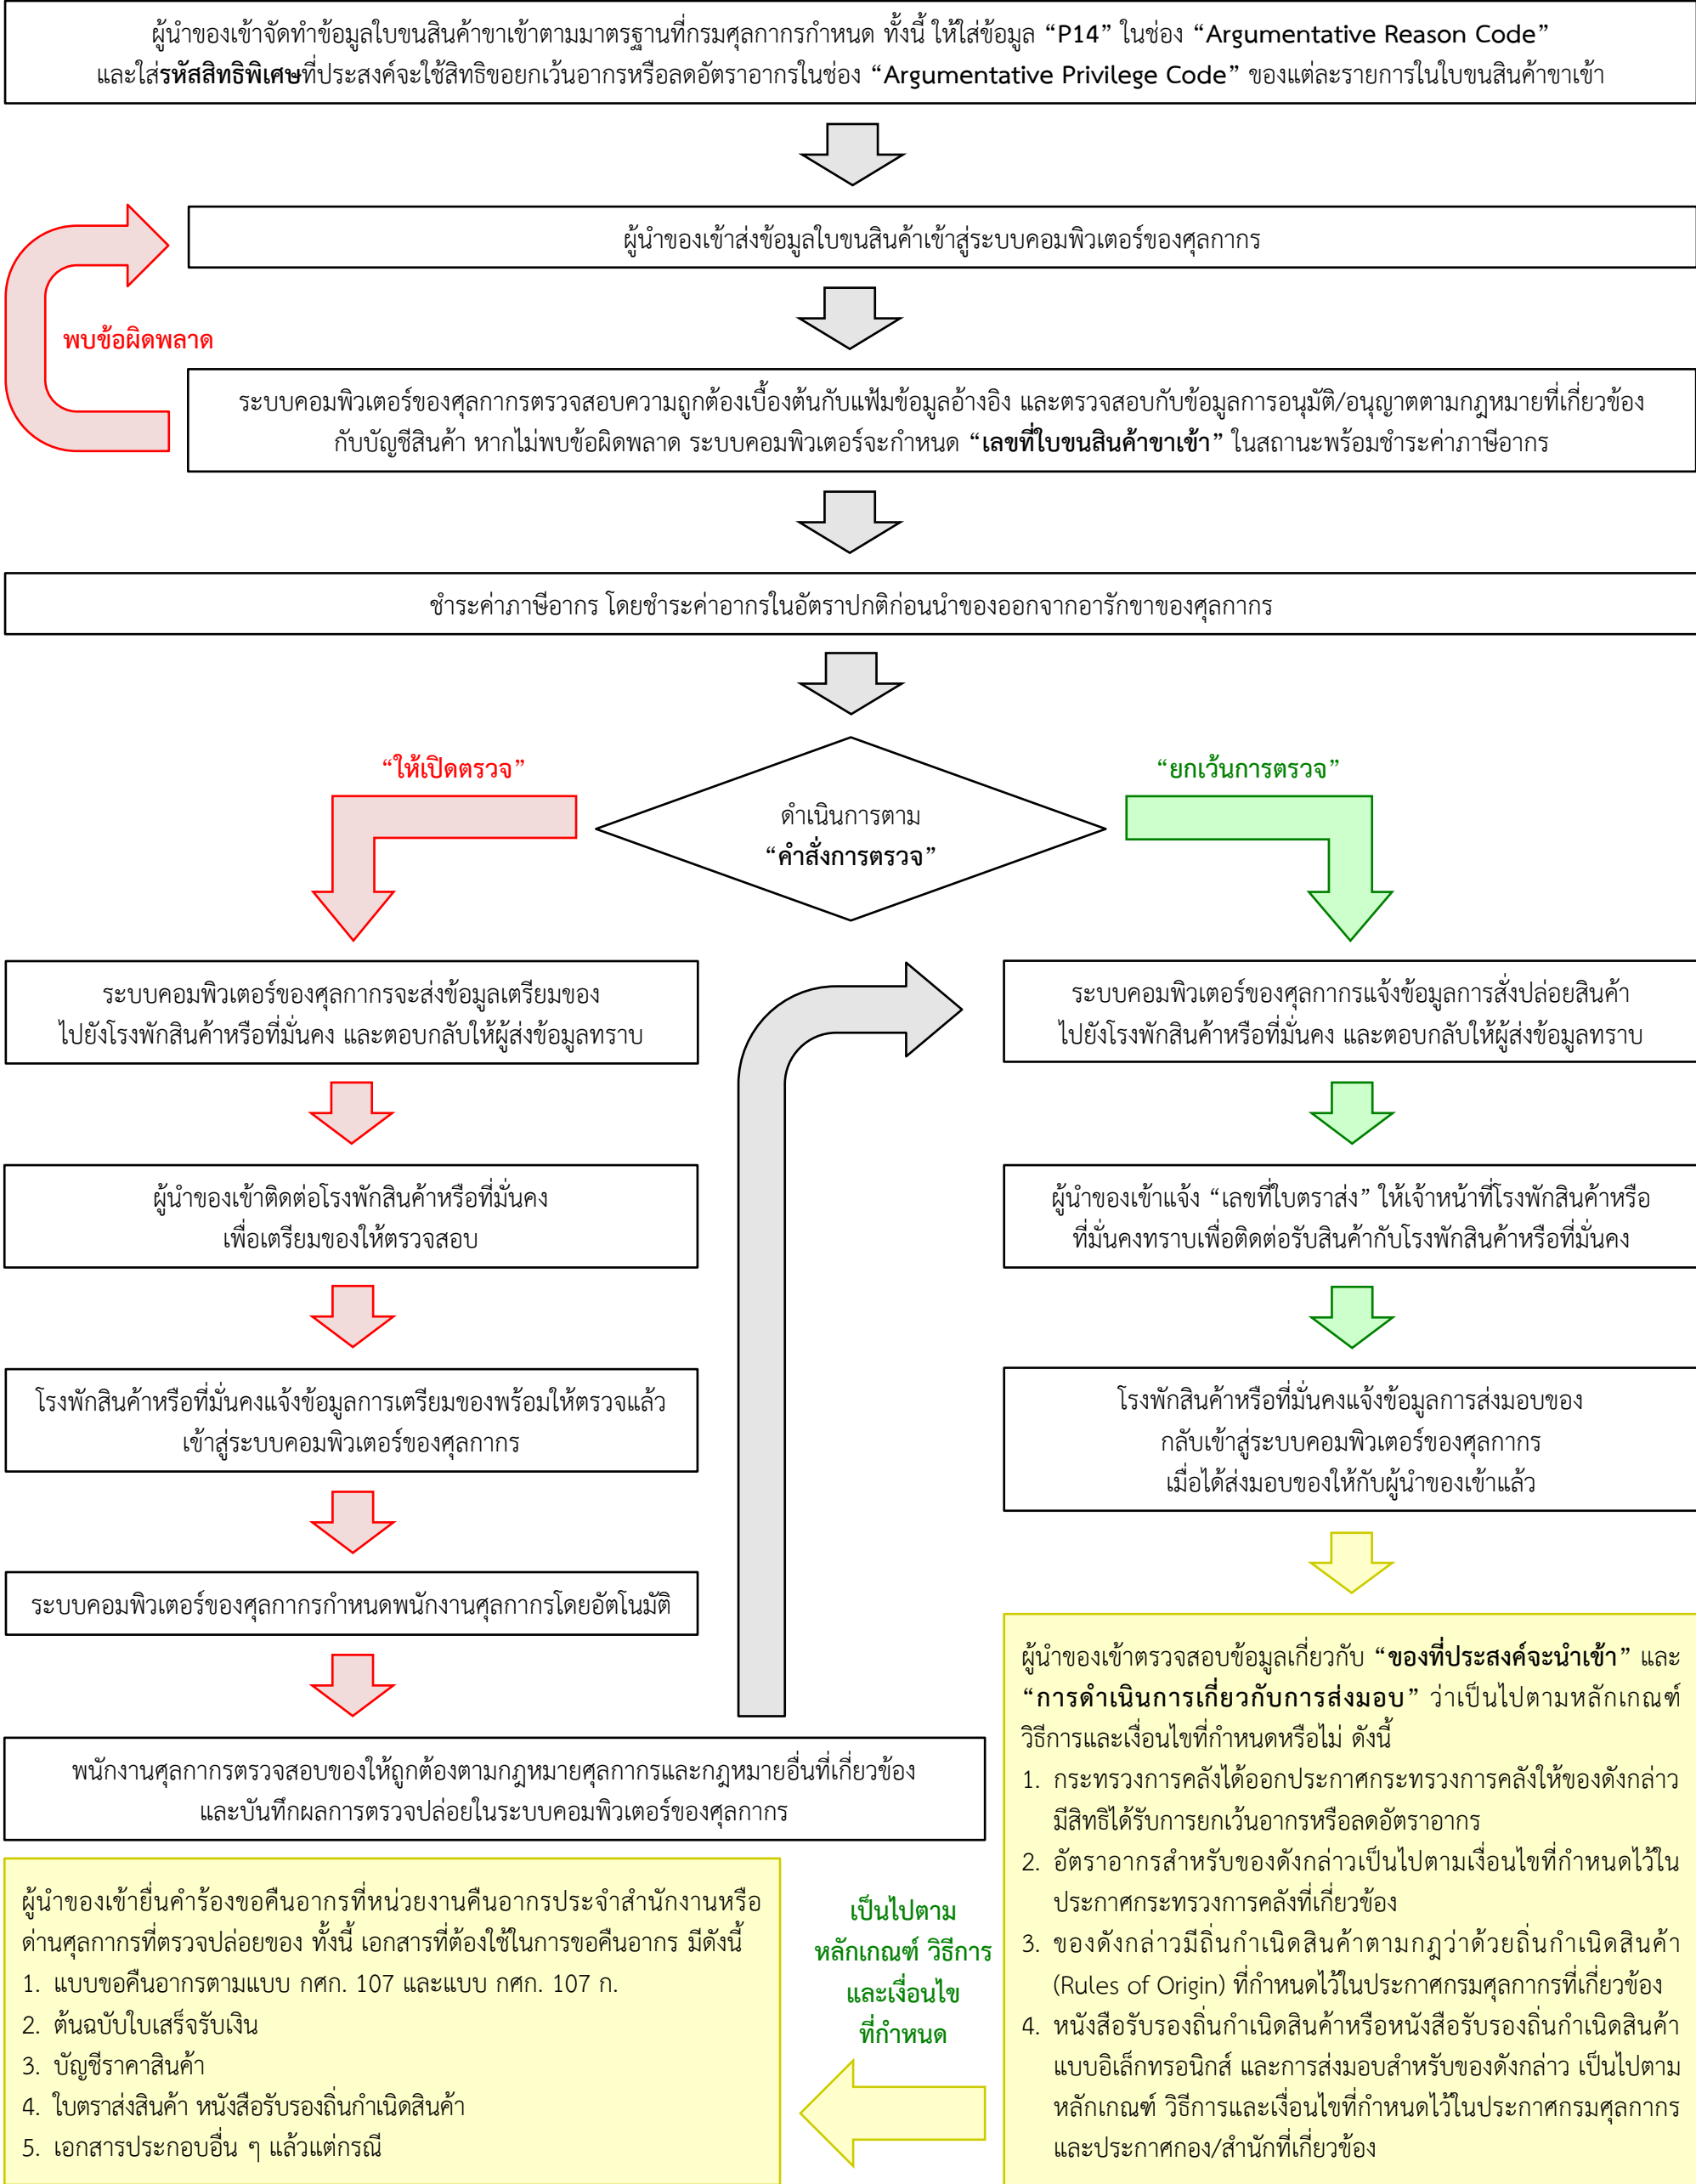 ผู้นำของเข้าจัดทำข้อมูลใบขนสินค้าขาเข้าตามมาตรฐานที่กรมศุลกากรกำหนด ทั้งนี้ ให้ใส่ข้อมูล “P14” ในช่อง “Argumentative Reason Code”
และใส่รหัสสิทธิพิเศษที่ประสงค์จะใช้สิทธิขอยกเว้นอากรหรือลดอัตราอากรในช่อง “Argumentative Privilege Code” ของแต่ละรายการในใบขนสินค้าขาเข้า
ผู้นำของเข้าส่งข้อมูลใบขนสินค้าเข้าสู่ระบบคอมพิวเตอร์ของศุลกากร
พบข้อผิดพลาด
ระบบคอมพิวเตอร์ของศุลกากรตรวจสอบความถูกต้องเบื้องต้นกับแฟ้มข้อมูลอ้างอิง และตรวจสอบกับข้อมูลการอนุมัติ/อนุญาตตามกฎหมายที่เกี่ยวข้อง
กับบัญชีสินค้า หากไม่พบข้อผิดพลาด ระบบคอมพิวเตอร์จะกำหนด “เลขที่ใบขนสินค้าขาเข้า” ในสถานะพร้อมชำระค่าภาษีอากร
ชำระค่าภาษีอากร โดยชำระค่าอากรในอัตราปกติก่อนนำของออกจากอารักขาของศุลกากร
“ให้เปิดตรวจ”
“ยกเว้นการตรวจ”
ดำเนินการตาม
“คำสั่งการตรวจ”
ระบบคอมพิวเตอร์ของศุลกากรจะส่งข้อมูลเตรียมของ
ไปยังโรงพักสินค้าหรือที่มั่นคง และตอบกลับให้ผู้ส่งข้อมูลทราบ
ผู้นำของเข้าติดต่อโรงพักสินค้าหรือที่มั่นคง
เพื่อเตรียมของให้ตรวจสอบ
โรงพักสินค้าหรือที่มั่นคงแจ้งข้อมูลการเตรียมของพร้อมให้ตรวจแล้ว
เข้าสู่ระบบคอมพิวเตอร์ของศุลกากร
ระบบคอมพิวเตอร์ของศุลกากรกำหนดพนักงานศุลกากรโดยอัตโนมัติ
พนักงานศุลกากรตรวจสอบของให้ถูกต้องตามกฎหมายศุลกากรและกฎหมายอื่นที่เกี่ยวข้อง
และบันทึกผลการตรวจปล่อยในระบบคอมพิวเตอร์ของศุลกากร
ระบบคอมพิวเตอร์ของศุลกากรแจ้งข้อมูลการสั่งปล่อยสินค้า
ไปยังโรงพักสินค้าหรือที่มั่นคง และตอบกลับให้ผู้ส่งข้อมูลทราบ
ผู้นำของเข้าแจ้ง “เลขที่ใบตราส่ง” ให้เจ้าหน้าที่โรงพักสินค้าหรือ
ที่มั่นคงทราบเพื่อติดต่อรับสินค้ากับโรงพักสินค้าหรือที่มั่นคง
โรงพักสินค้าหรือที่มั่นคงแจ้งข้อมูลการส่งมอบของ
กลับเข้าสู่ระบบคอมพิวเตอร์ของศุลกากร
เมื่อได้ส่งมอบของให้กับผู้นำของเข้าแล้ว
ผู้นำของเข้าตรวจสอบข้อมูลเกี่ยวกับ “ของที่ประสงค์จะนำเข้า” และ
“การดำเนินการเกี่ยวกับการส่งมอบ” ว่าเป็นไปตามหลักเกณฑ์
วิธีการและเงื่อนไขที่กำหนดหรือไม่ ดังนี้
1. กระทรวงการคลังได้ออกประกาศกระทรวงการคลังให้ของดังกล่าว
มีสิทธิได้รับการยกเว้นอากรหรือลดอัตราอากร
2. อัตราอากรสำหรับของดังกล่าวเป็นไปตามเงื่อนไขที่กำหนดไว้ใน
ประกาศกระทรวงการคลังที่เกี่ยวข้อง
3. ของดังกล่าวมีถิ่นกำเนิดสินค้าตามกฎว่าด้วยถิ่นกำเนิดสินค้า
(Rules of Origin) ที่กำหนดไว้ในประกาศกรมศุลกากรที่เกี่ยวข้อง
4. หนังสือรับรองถิ่นกำเนิดสินค้าหรือหนังสือรับรองถิ่นกำเนิดสินค้า
แบบอิเล็กทรอนิกส์ และการส่งมอบสำหรับของดังกล่าว เป็นไปตาม
หลักเกณฑ์ วิธีการและเงื่อนไขที่กำหนดไว้ในประกาศกรมศุลกากร
และประกาศกอง/สำนักที่เกี่ยวข้อง
เป็นไปตาม
หลักเกณฑ์ วิธีการ
และเงื่อนไข
ที่กำหนด
ผู้นำของเข้ายื่นคำร้องขอคืนอากรที่หน่วยงานคืนอากรประจำสำนักงานหรือ
ด่านศุลกากรที่ตรวจปล่อยของ ทั้งนี้ เอกสารที่ต้องใช้ในการขอคืนอากร มีดังนี้
1. แบบขอคืนอากรตามแบบ กศก. 107 และแบบ กศก. 107 ก.
2. ต้นฉบับใบเสร็จรับเงิน
3. บัญชีราคาสินค้า
4. ใบตราส่งสินค้า หนังสือรับรองถิ่นกำเนิดสินค้า
5. เอกสารประกอบอื่น ๆ แล้วแต่กรณี